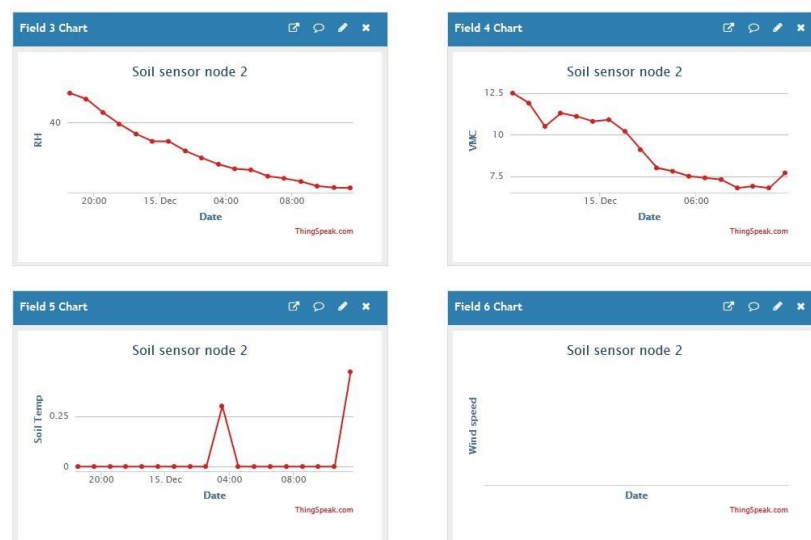 Field 3 Chart
Soil sensor node 2
40
RH
20:00 15. Dec 04:00 08:00
Date
ThingSpeak.com
Field 4 Chart
Soil sensor node 2
12.5
10
7.5
VMC
15. Dec 06:00
Date
ThingSpeak.com
Field 5 Chart
Soil sensor node 2
0.25
0
Soil Temp
20:00 15. Dec 04:00 08:00
Date
ThingSpeak.com
Field 6 Chart
Soil sensor node 2
Wind speed
Date
ThingSpeak.com